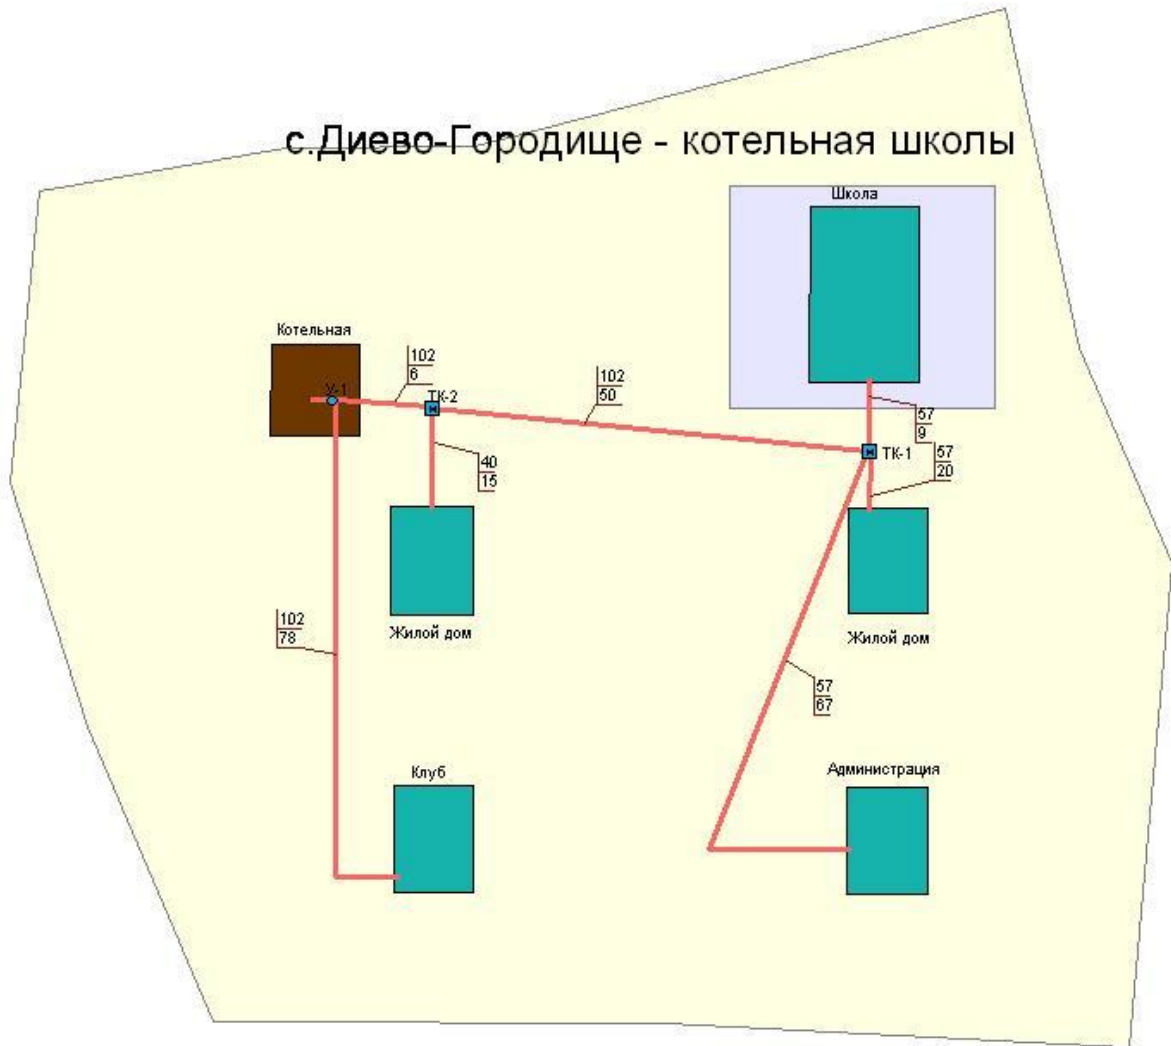 с.Диево-Городище - котельная школы
Школа
Котельная
102
6
У-1
ТК-2
102
50
57
9
ТК-1
57
20
40
15
Жилой дом
Жилой дом
102
78
57
67
Клуб
Администрация